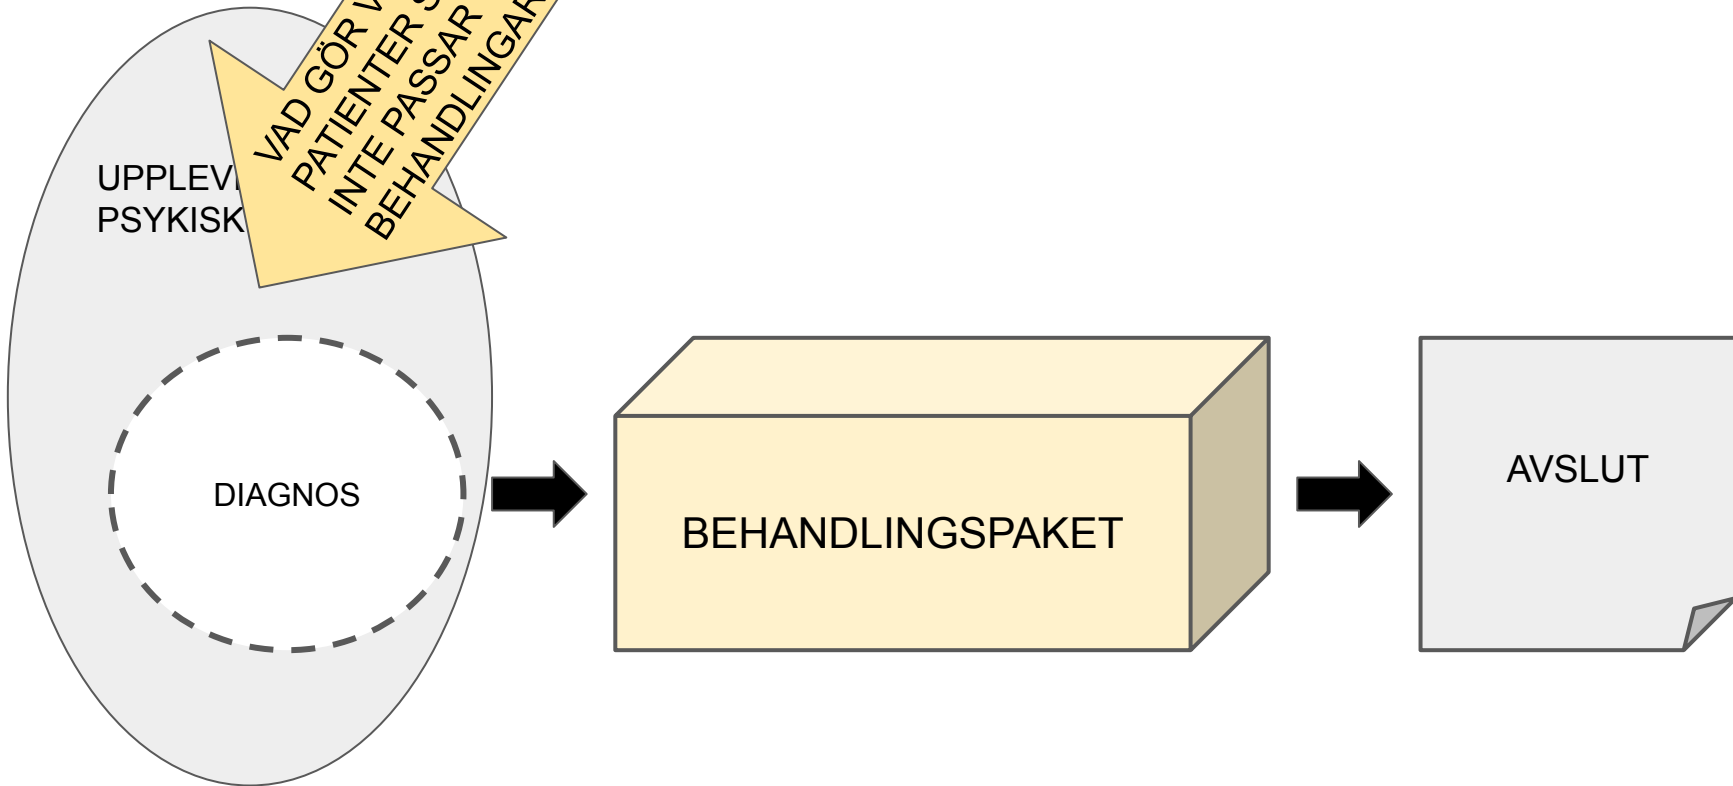 VAD GÖR V
PATIENTER S
INTE PASSAR
BEHANDLINGAR
UPPLEV
PSYKISK
DIAGNOS
BEHANDLINGSPAKET
AVSLUT